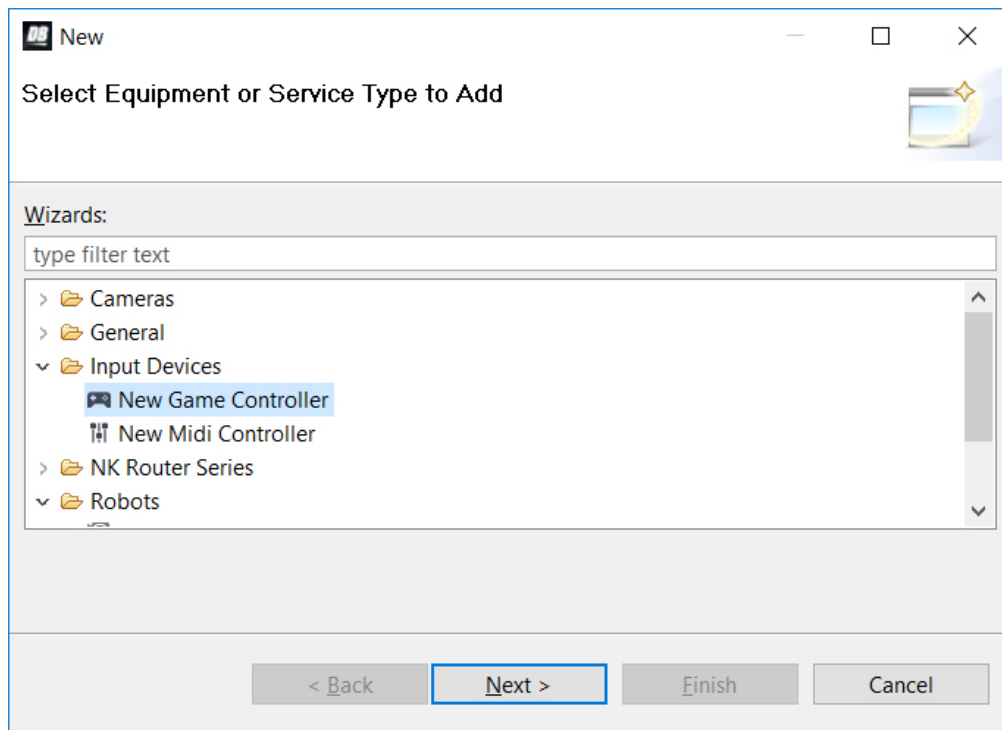 DB New
Select Equipment or Service Type to Add
Wizards:
type filter text
Cameras
General
Input Devices
New Game Controller
New Midi Controller
NK Router Series
Robots
< Back Next > Finish Cancel